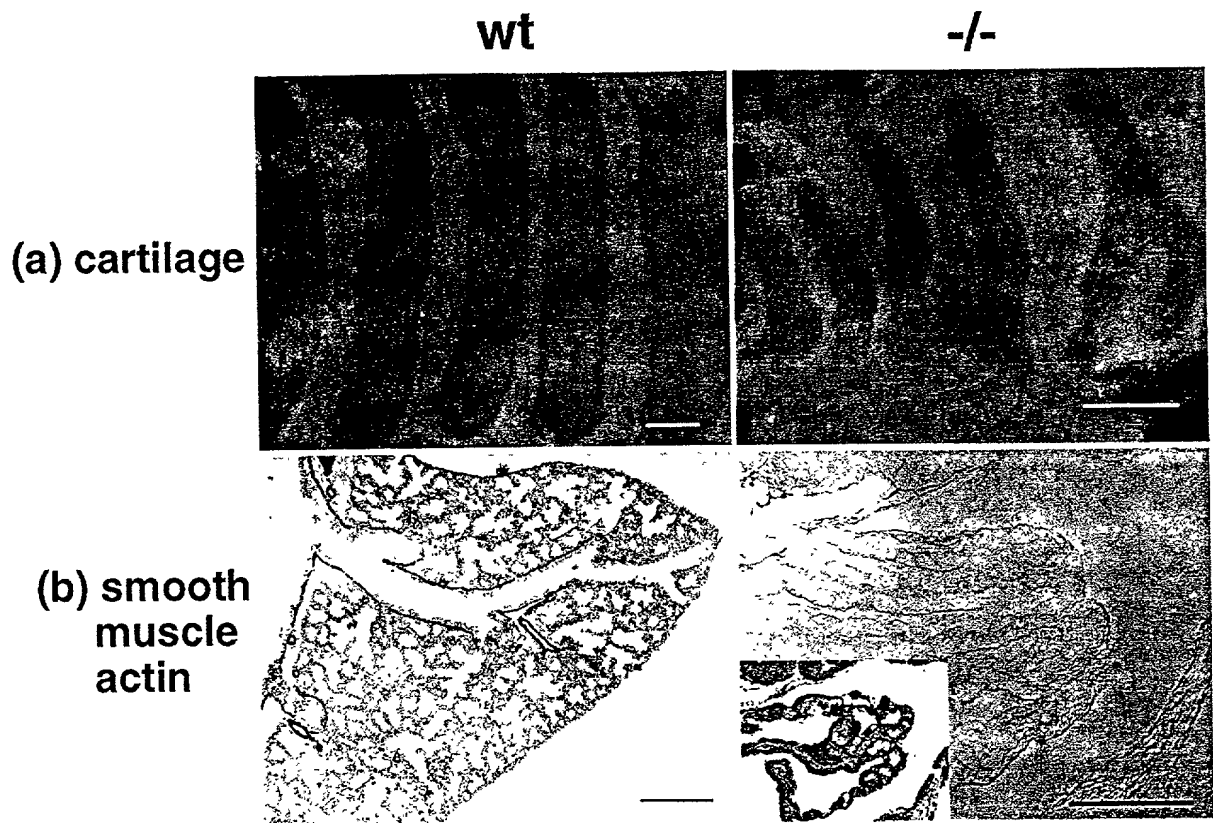 wt
-/-
(a) cartilage
(b) smooth
muscle
actin